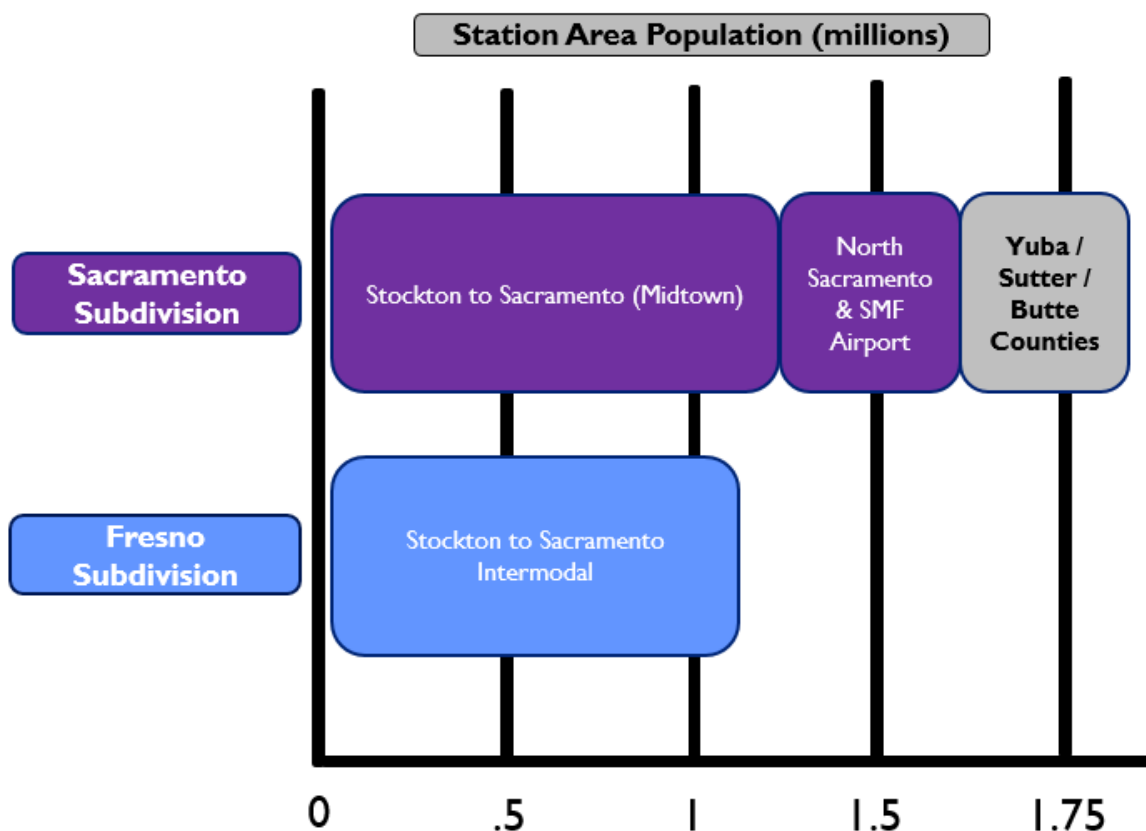 Station Area Population (millions)
Sacramento
Subdivision
Stockton to Sacramento (Midtown)
North
Sacramento
& SMF
Airport
Yuba /
Sutter /
Butte
Counties
Fresno
Subdivision
Stockton to Sacramento
Intermodal
0 .5 1 1.5 1.75